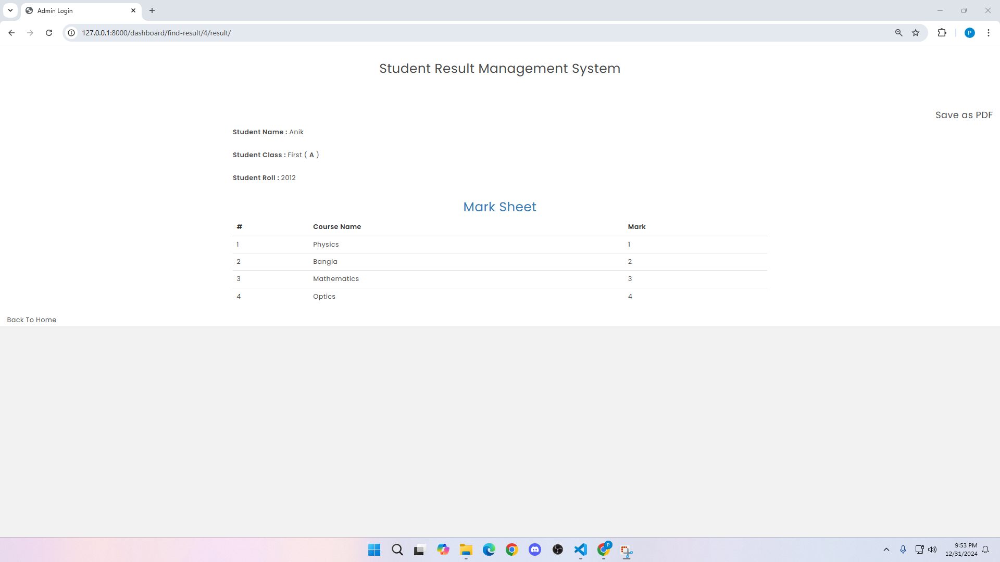 Admin Login
127.0.0.1:8000/dashboard/find-result/4/result/
P
Student Result Management System
Save as PDF
Student Name : Anik
Student Class : First ( A )
Student Roll : 2012
Mark Sheet
# Course Name Mark
1 Physics 1
2 Bangla 2
3 Mathematics 3
4 Optics 4
Back To Home
P
9:53 PM
12/31/2024